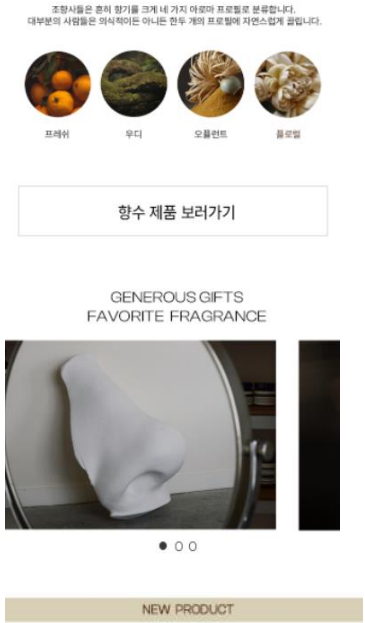 조향사들은 흔히 향기를 크게 네 가지 아로마 프로필로 분류합니다.
대부분의 사람들은 의식적이든 아니든 한두 개의 프로필에 자연스럽게 끌립니다.
프레쉬
우디
오퓰런트
플로럴
향수 제품 보러가기
GENEROUS GIFTS
FAVORITE FRAGRANCE
NEW PRODUCT